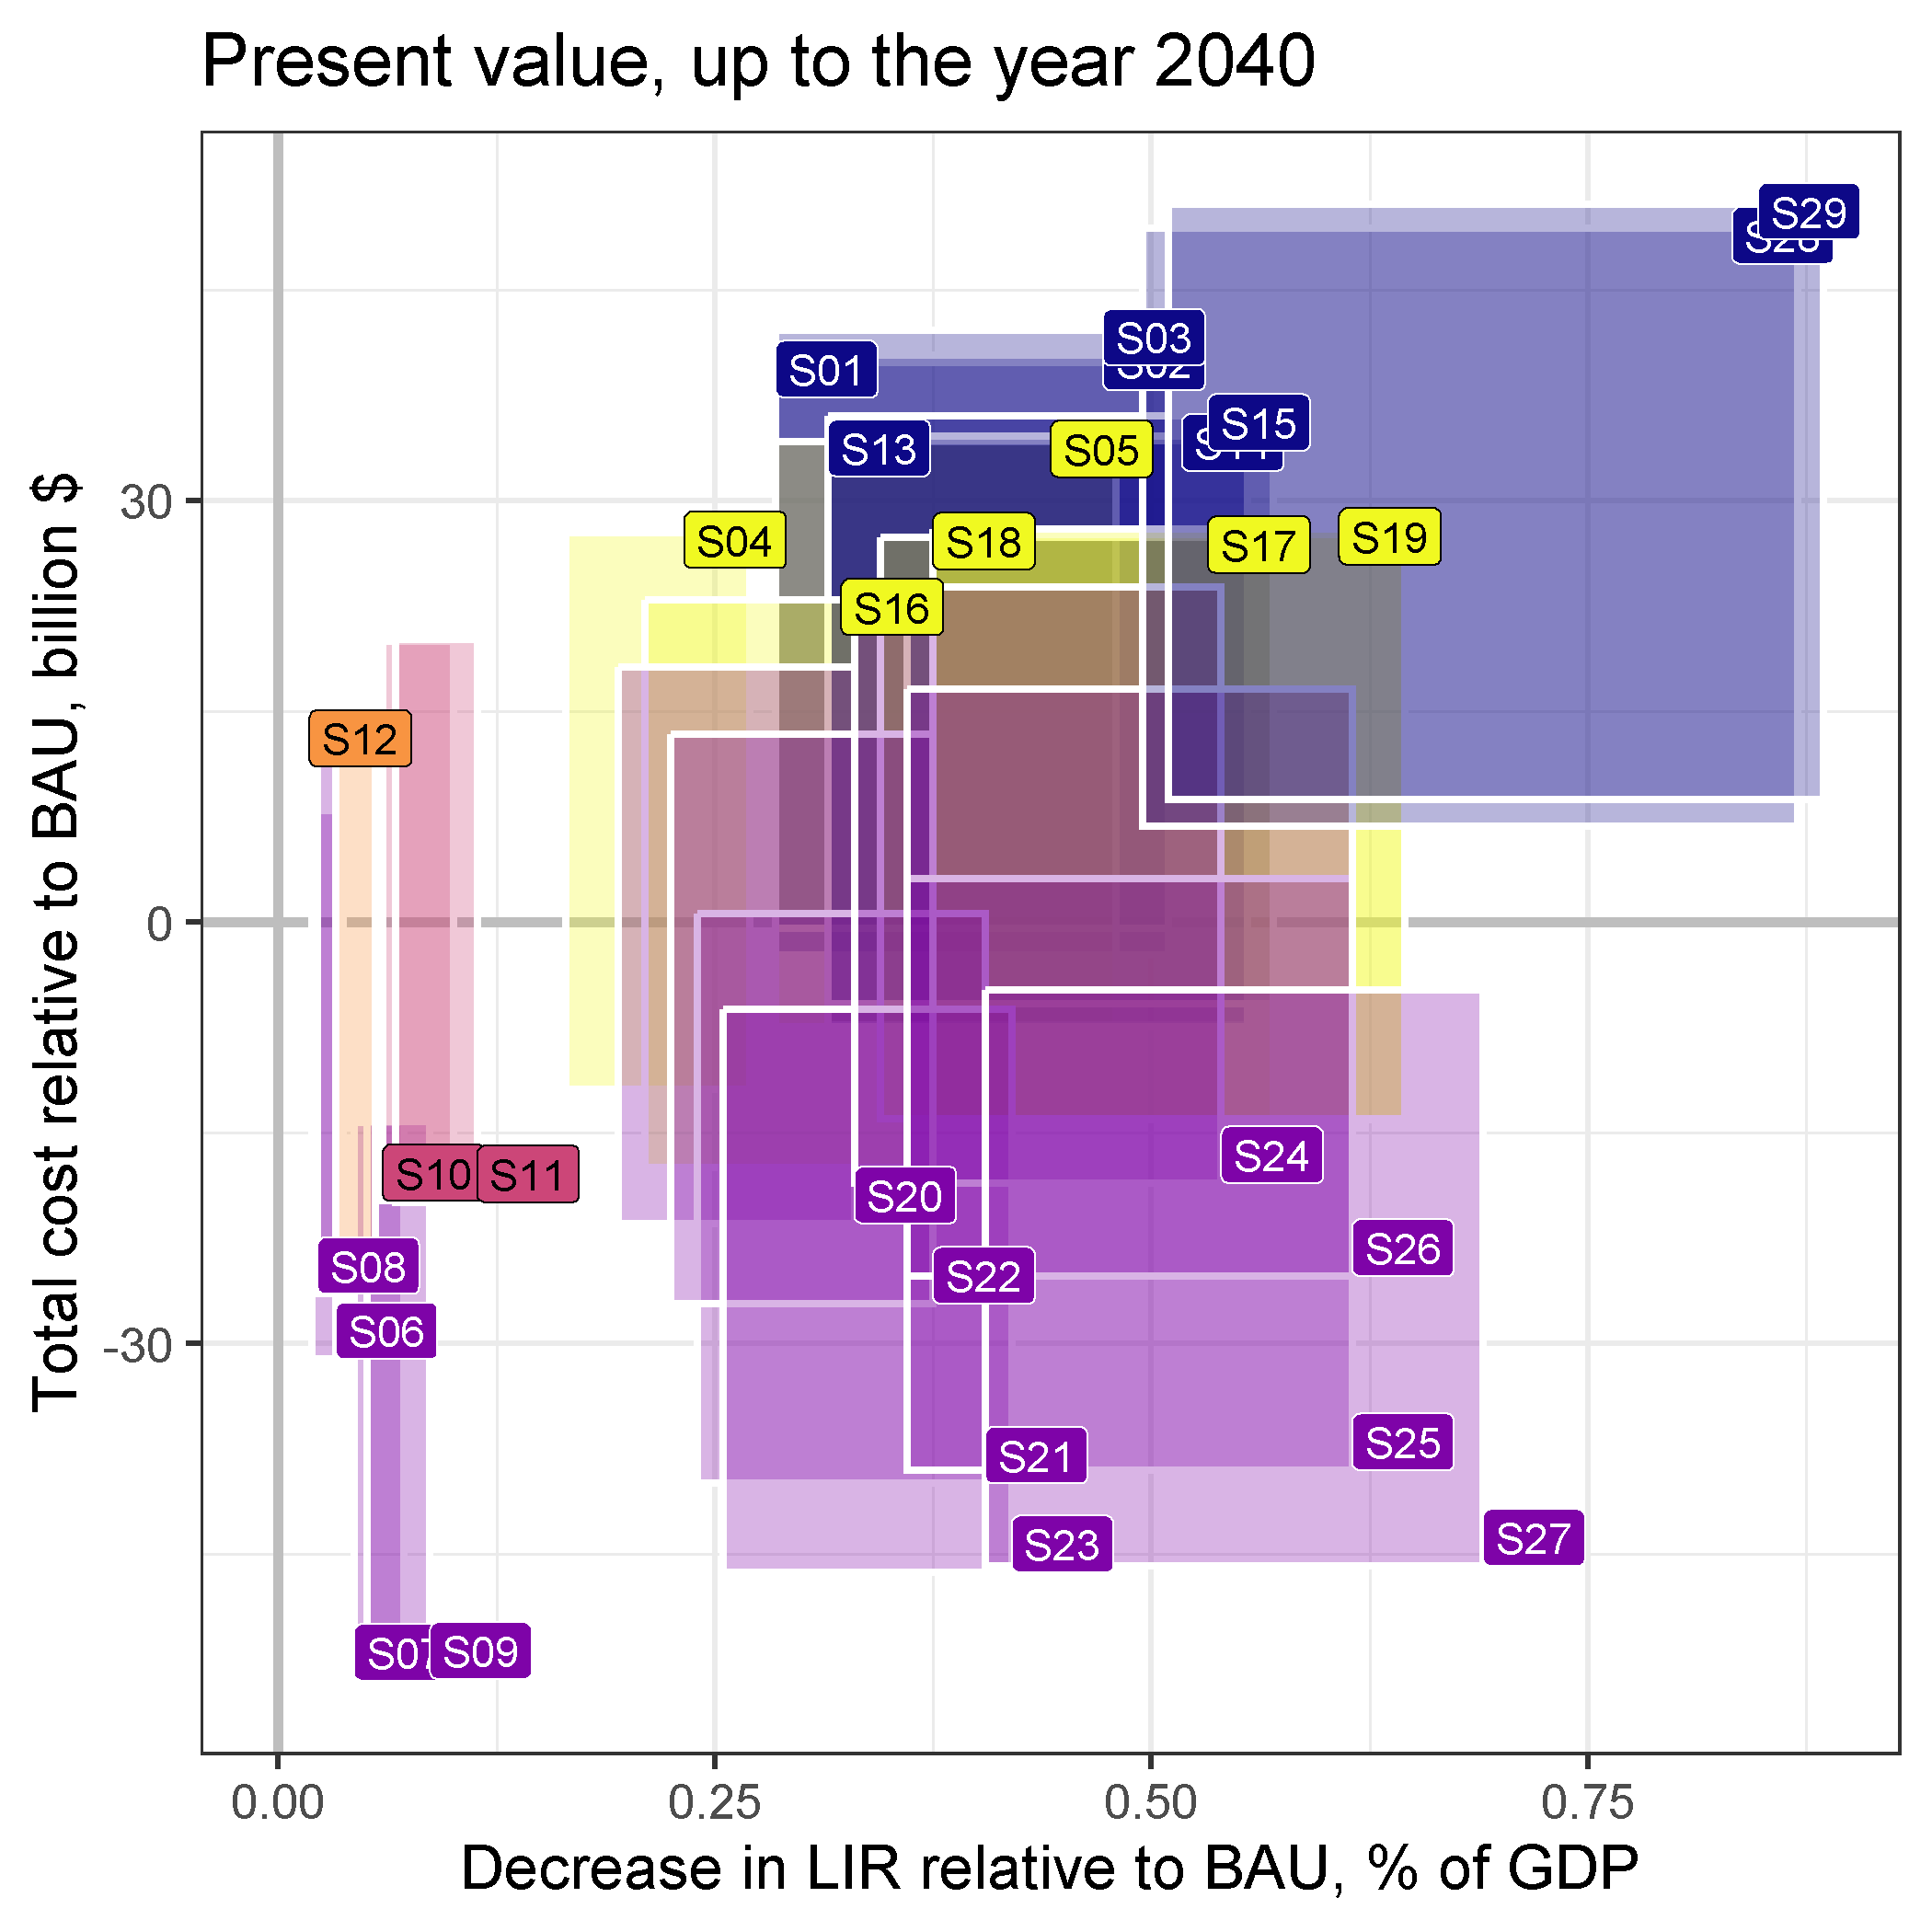 Present value, up to the year 2040
Total cost relative to BAU, billion $
30
0
-30
S29
S03
S01
S15
S13
S05
S04
S18
S17
S19
S16
S12
S10
S11
S24
S20
S26
S08
S22
S06
S25
S21
S27
S23
S07
S09
0.00
0.25
0.50
0.75
Decrease in LIR relative to BAU, % of GDP